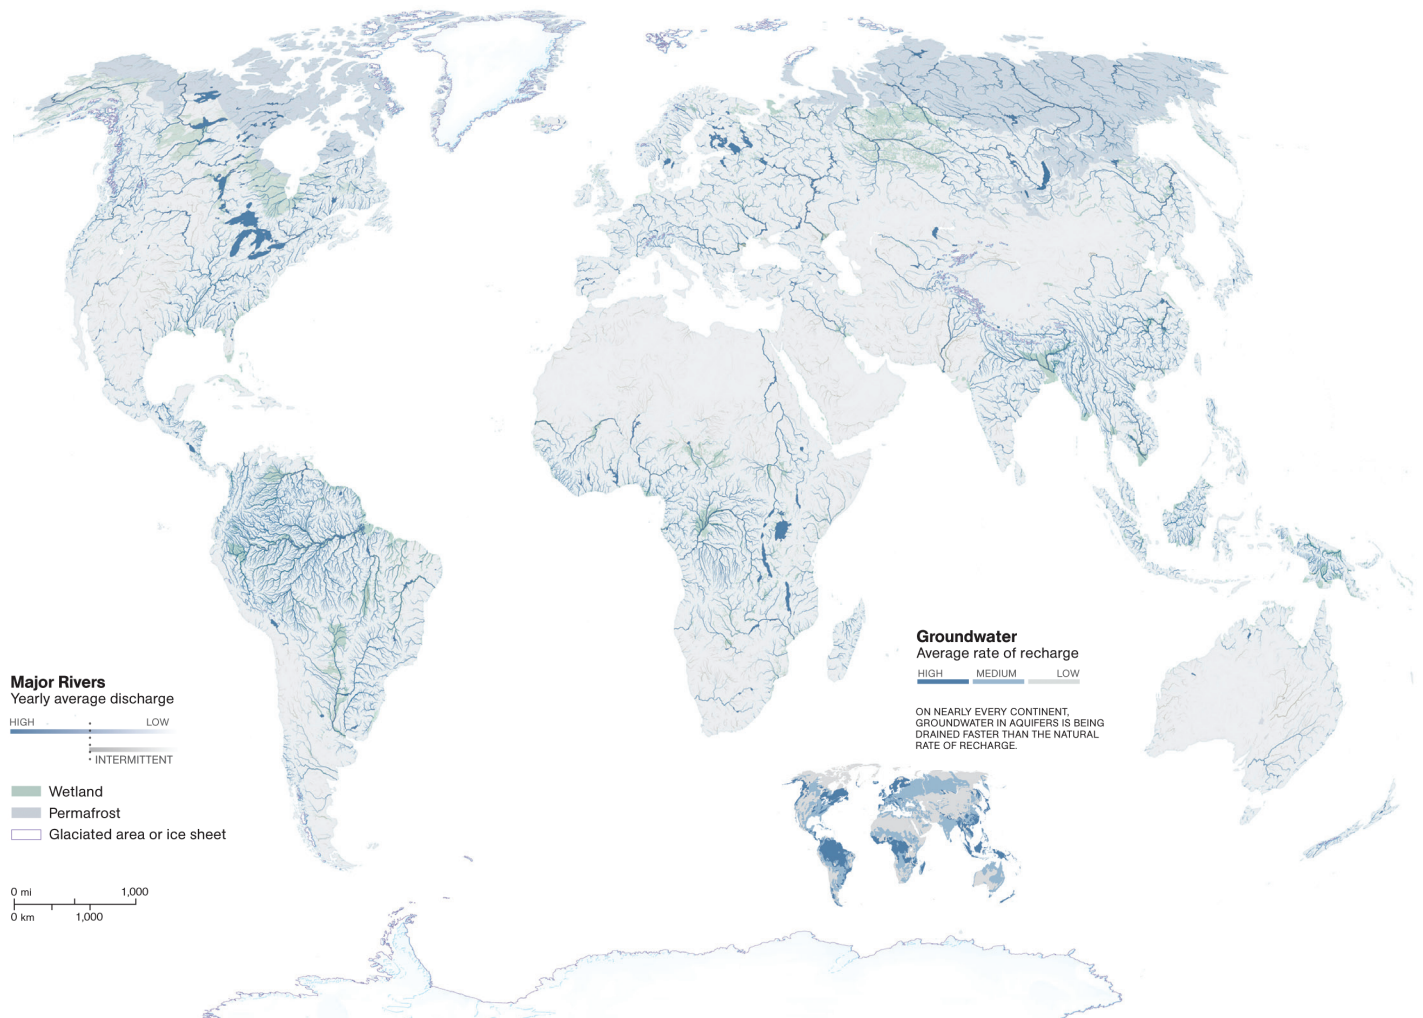 Groundwater
Average rate of recharge
HIGH MEDIUM LOW
ON NEARLY EVERY CONTINENT,
GROUNDWATER IN AQUIFERS IS BEING
DRAINED FASTER THAN THE NATURAL
RATE OF RECHARGE.
Major Rivers
Yearly average discharge
HIGH LOW
INTERMITTENT
Wetland
Permafrost
Glaciated area or ice sheet
0 mi 1,000
0 km 1,000